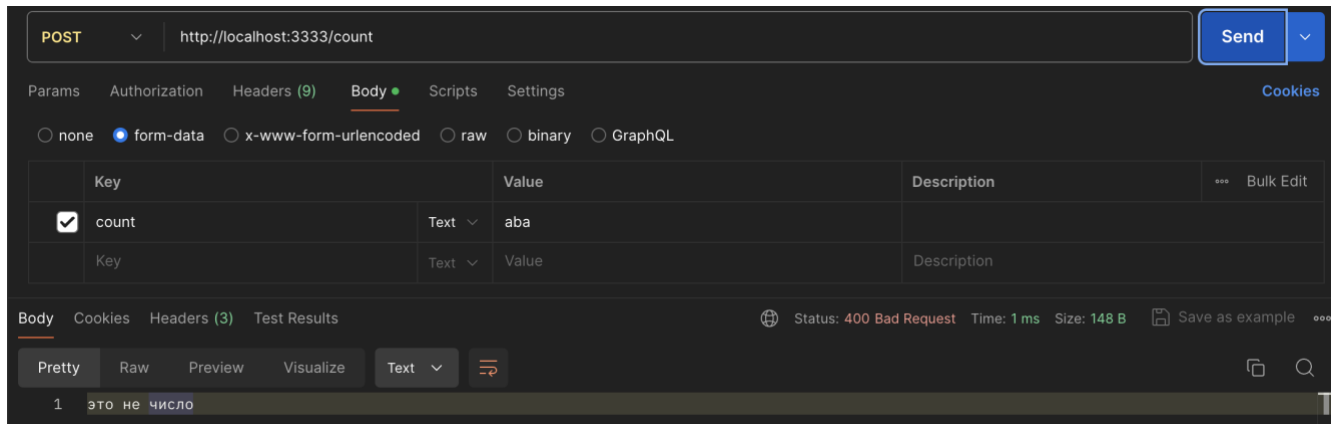 POST http://localhost:3333/count Send
Params Authorization Headers (9) Body Scripts Settings Cookies
none form-data x-www-form-urlencoded raw binary GraphQL
Key Value Description Bulk Edit
count Text aba
Key Text Value Description
Body Cookies Headers (3) Test Results Status: 400 Bad Request Time: 1 ms Size: 148 B Save as example
Pretty Raw Preview Visualize Text
1 это не число